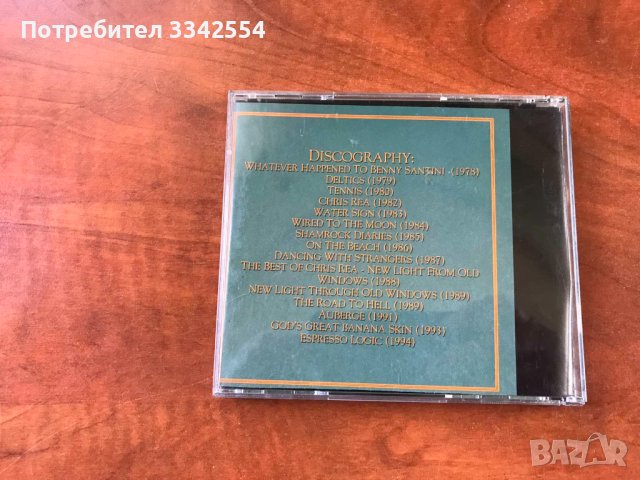 Потребител 3342554
DISCOGRAPHY:
WHATEVER HAPPENED TO BENNY SANTINI -(1978)
DELTICS (1979)
TENNIS (1980)
CHRIS REA (1982)
WATER SIGN (1983)
WIRED TO THE MOON (1984)
SHAMROCK DIARIES (1985)
ON THE BEACH (1986)
DANCING WITH STRANGERS (1987)
THE BEST OF CHRIS REA - NEW LIGHT FROM OLD
WINDOWS (1988)
NEW LIGHT THROUGH OLD WINDOWS (1989)
THE ROAD TO HELL (1989)
AUBERGE (1991)
GOD'S GREAT BANANA SKIN (1993)
ESPRESSO LOGIC (1994)
BAZAR
bazar.bg